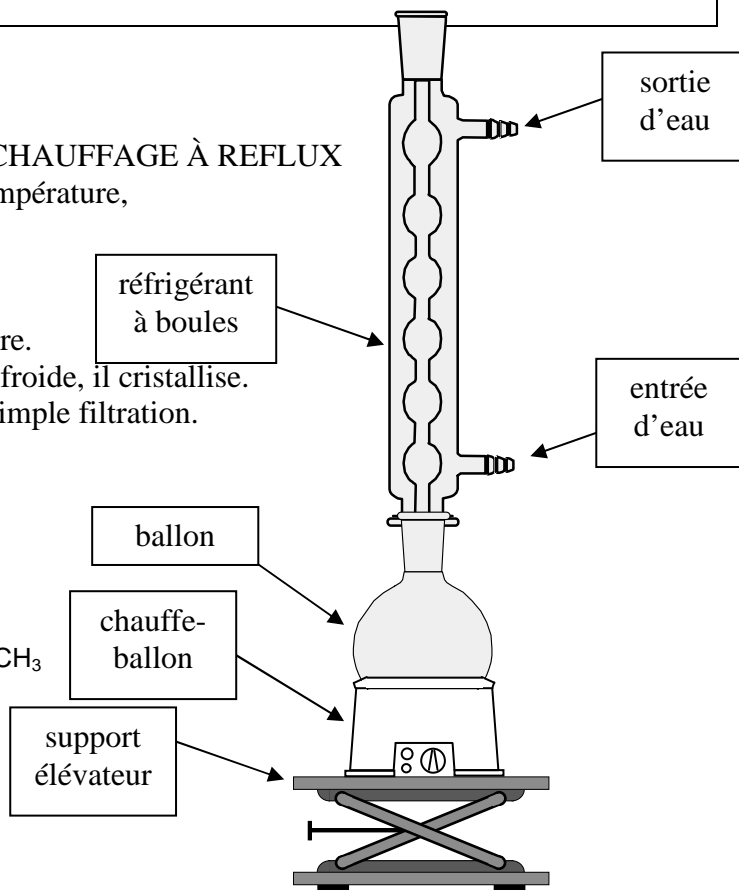 sortie
d’eau
CHAUFFAGE À REFLUX
mpérature,
réfrigérant
à boules
re.
froide, il cristallise.
imple filtration.
entrée
d’eau
ballon
chauffe-
ballon
CH₃
support
élévateur